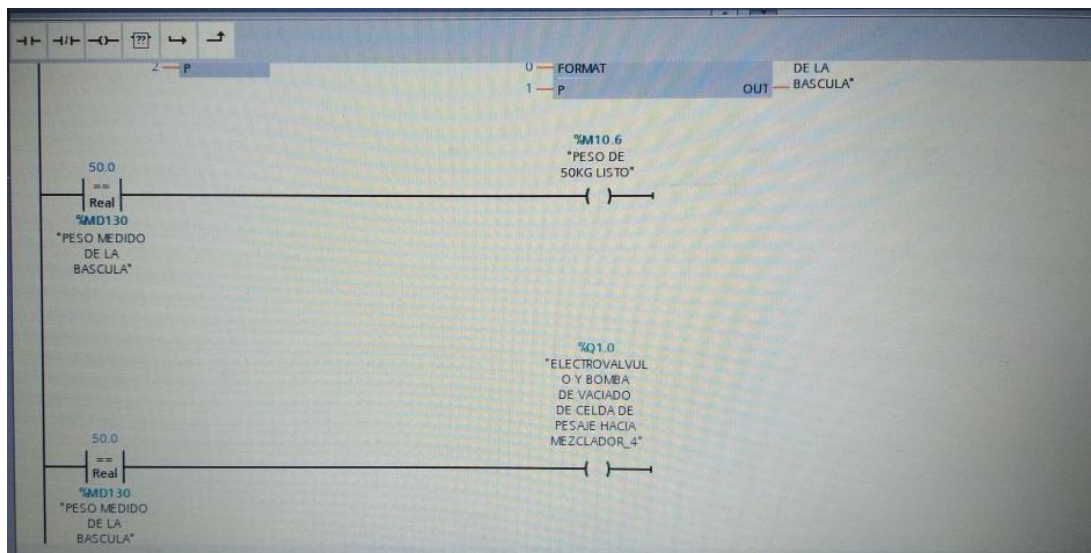 ??
2 P
0 FORMAT
1 P
OUT
DE LA
BASCULA"
%M10.6
"PESO DE
50KG LISTO"
50.0
==
Real
%MD130
"PESO MEDIDO
DE LA
BASCULA"
%Q1.0
"ELECTROVALVUL
O Y BOMBA
DE VACIADO
DE CELDA DE
PESAJE HACIA
MEZCLADOR_4"
50.0
==
Real
%MD130
"PESO MEDIDO
DE LA
BASCULA"